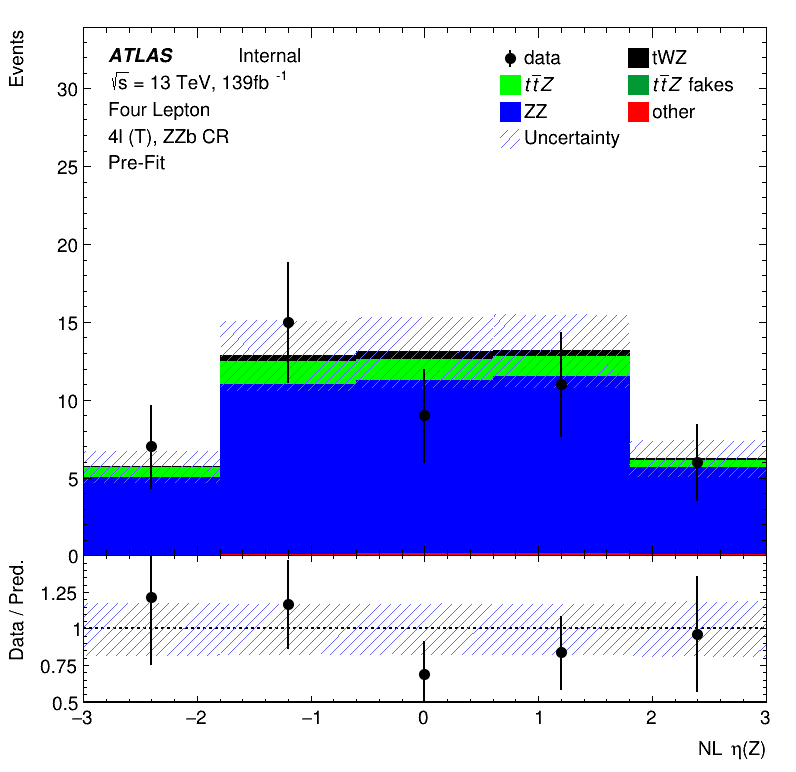 Events
ATLAS Internal
√s = 13 TeV, 139fb -1
Four Lepton
4l (T), ZZb CR
Pre-Fit
data tWZ
tt̄Z tt̄Z fakes
ZZ other
Uncertainty
30
25
20
15
10
5
0
Data / Pred.
1.25
1
0.75
0.5
−3 −2 −1 0 1 2 3
NL η(Z)